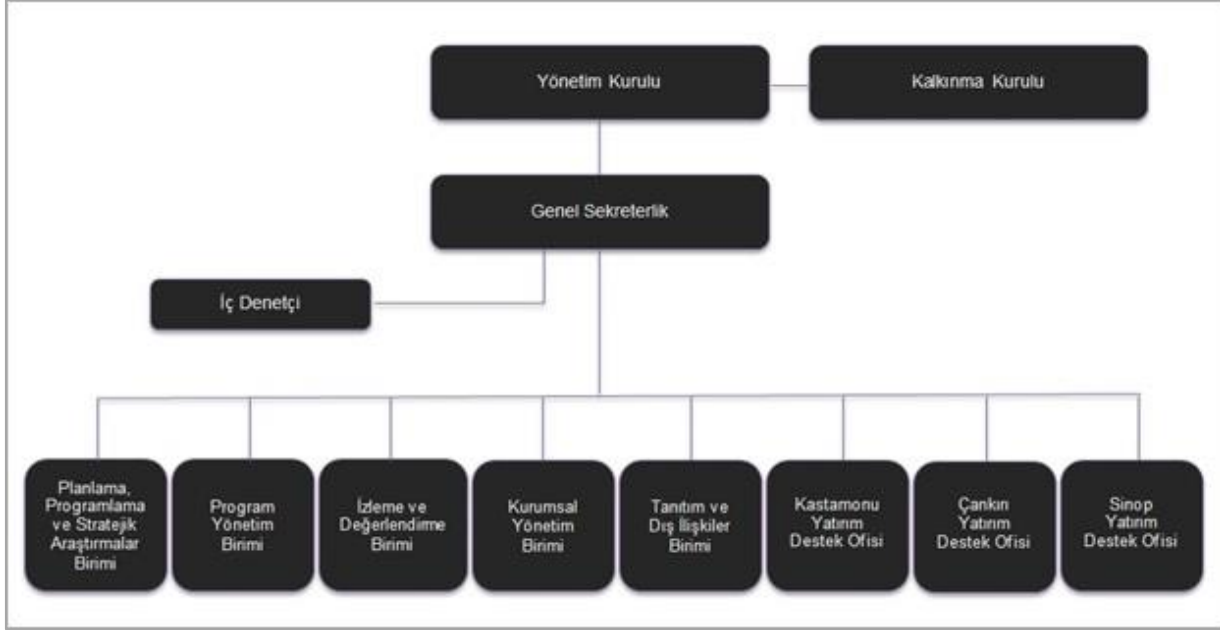 Yönetim Kurulu
Kalkınma Kurulu
Genel Sekreterlik
İç Denetçi
Planlama,
Programlama
ve Stratejik
Araştırmalar
Birimi
Program
Yönetim
Birimi
İzleme ve
Değerlendirme
Birimi
Kurumsal
Yönetim
Birimi
Tanıtım ve
Dış İlişkiler
Birimi
Kastamonu
Yatırım
Destek Ofisi
Çankırı
Yatırım
Destek Ofisi
Sinop
Yatırım
Destek Ofisi